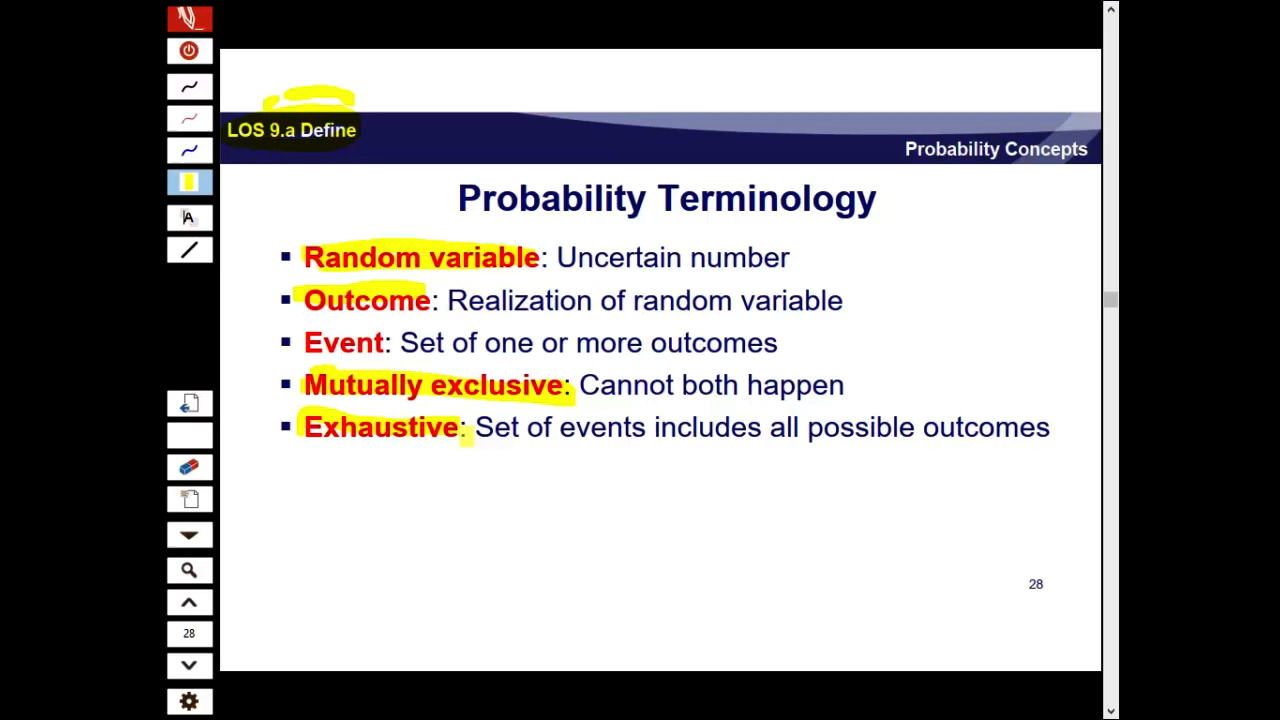 LOS 9.a Define
Probability Concepts
Probability Terminology
▪ Random variable: Uncertain number
▪ Outcome: Realization of random variable
▪ Event: Set of one or more outcomes
▪ Mutually exclusive: Cannot both happen
▪ Exhaustive: Set of events includes all possible outcomes
28
A
28